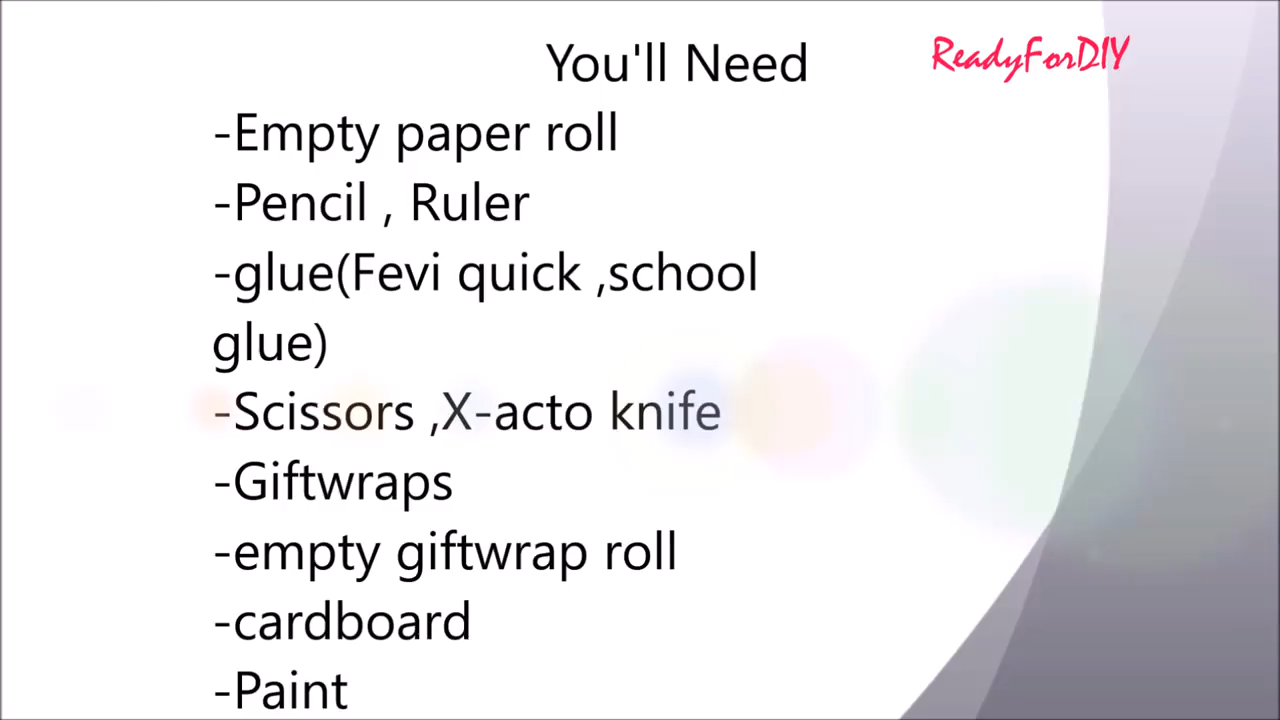 You'll Need
ReadyForDIY
-Empty paper roll
-Pencil , Ruler
-glue(Fevi quick ,school
glue)
-Scissors ,X-acto knife
-Giftwraps
-empty giftwrap roll
-cardboard
-Paint